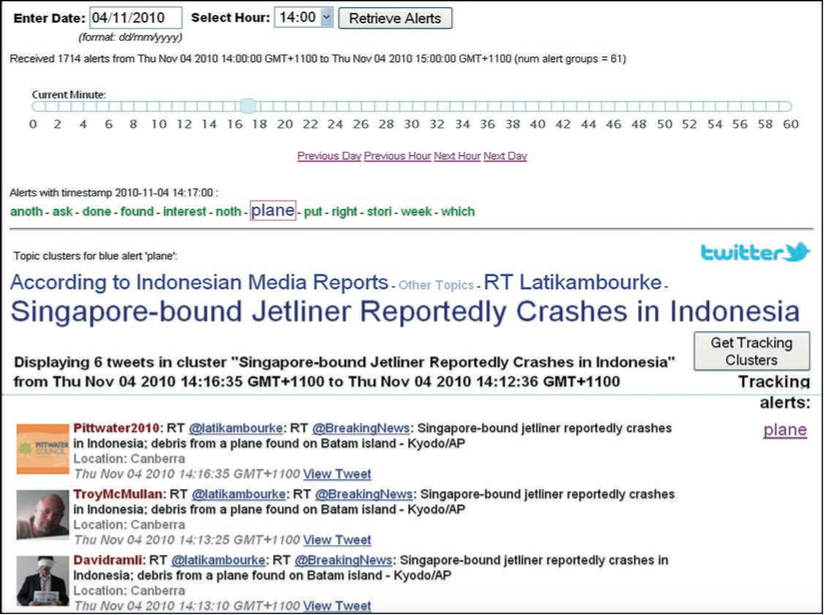 Enter Date: 04/11/2010 Select Hour: 14:00 Retrieve Alerts
(format: dd/mm/yyyy)
Received 1714 alerts from Thu Nov 04 2010 14:00:00 GMT+1100 to Thu Nov 04 2010 15:00:00 GMT+1100 (num alert groups = 61)
Current Minute:
0 2 4 6 8 10 12 14 16 18 20 22 24 26 28 30 32 34 36 38 40 42 44 46 48 50 52 54 56 58 60
Previous Day Previous Hour Next Hour Next Day
Alerts with timestamp 2010-11-04 14:17:00 :
anoth - ask - done - found - interest - noth - plane - put - right - stori - week - which
Topic clusters for blue alert 'plane':
twitter
According to Indonesian Media Reports - Other Topics - RT Latikambourke -
Singapore-bound Jetliner Reportedly Crashes in Indonesia
Get Tracking
Clusters
Displaying 6 tweets in cluster "Singapore-bound Jetliner Reportedly Crashes in Indonesia"
from Thu Nov 04 2010 14:16:35 GMT+1100 to Thu Nov 04 2010 14:12:36 GMT+1100
Tracking
alerts:
plane
Pittwater2010: RT @latikambourke: RT @BreakingNews: Singapore-bound jetliner reportedly crashes
in Indonesia; debris from a plane found on Batam island - Kyodo/AP
Location: Canberra
Thu Nov 04 2010 14:16:35 GMT+1100 View Tweet
PITTWATER
COUNCIL
TroyMcMullan: RT @latikambourke: RT @BreakingNews: Singapore-bound jetliner reportedly crashes
in Indonesia; debris from a plane found on Batam island - Kyodo/AP
Location: Canberra
Thu Nov 04 2010 14:13:25 GMT+1100 View Tweet
Davidramli: RT @latikambourke: RT @BreakingNews: Singapore-bound jetliner reportedly crashes in
Indonesia; debris from a plane found on Batam island - Kyodo/AP
Location: Canberra
Thu Nov 04 2010 14:13:10 GMT+1100 View Tweet